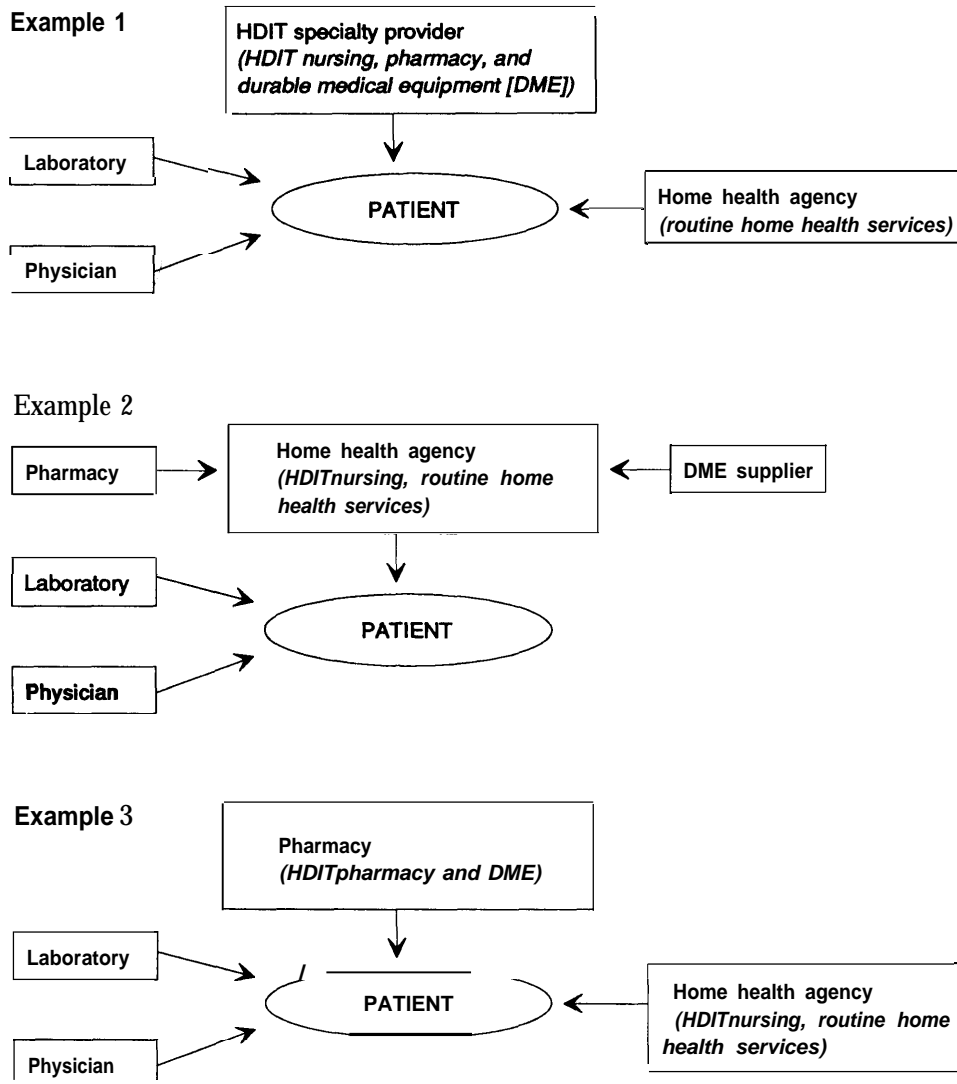 Example 1
HDIT specialty provider
(HDIT nursing, pharmacy, and
durable medical equipment [DME])
Laboratory
PATIENT
Home health agency
(routine home health services)
Physician
Example 2
Pharmacy
Home health agency
(HDITnursing, routine home
health services)
DME supplier
Laboratory
PATIENT
Physician
Example 3
Pharmacy
(HDITpharmacy and DME)
Laboratory
PATIENT
Home health agency
(HDITnursing, routine home
health services)
Physician